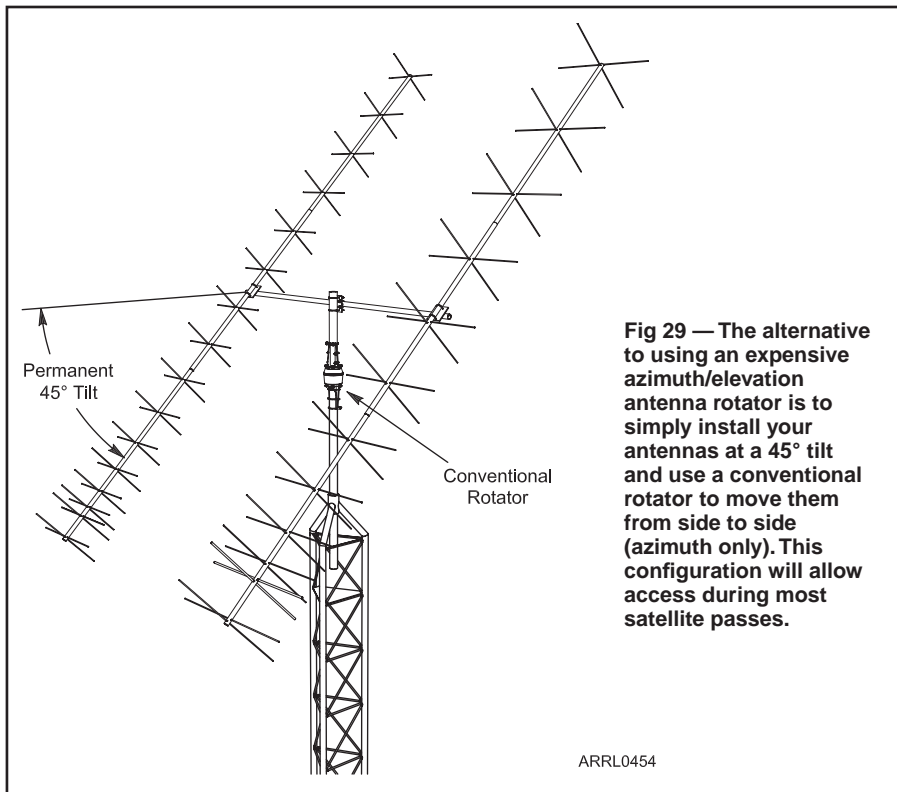 Permanent
45° Tilt
Conventional
Rotator
Fig 29 — The alternative
to using an expensive
azimuth/elevation
antenna rotator is to
simply install your
antennas at a 45° tilt
and use a conventional
rotator to move them
from side to side
(azimuth only). This
configuration will allow
access during most
satellite passes.
ARRL0454